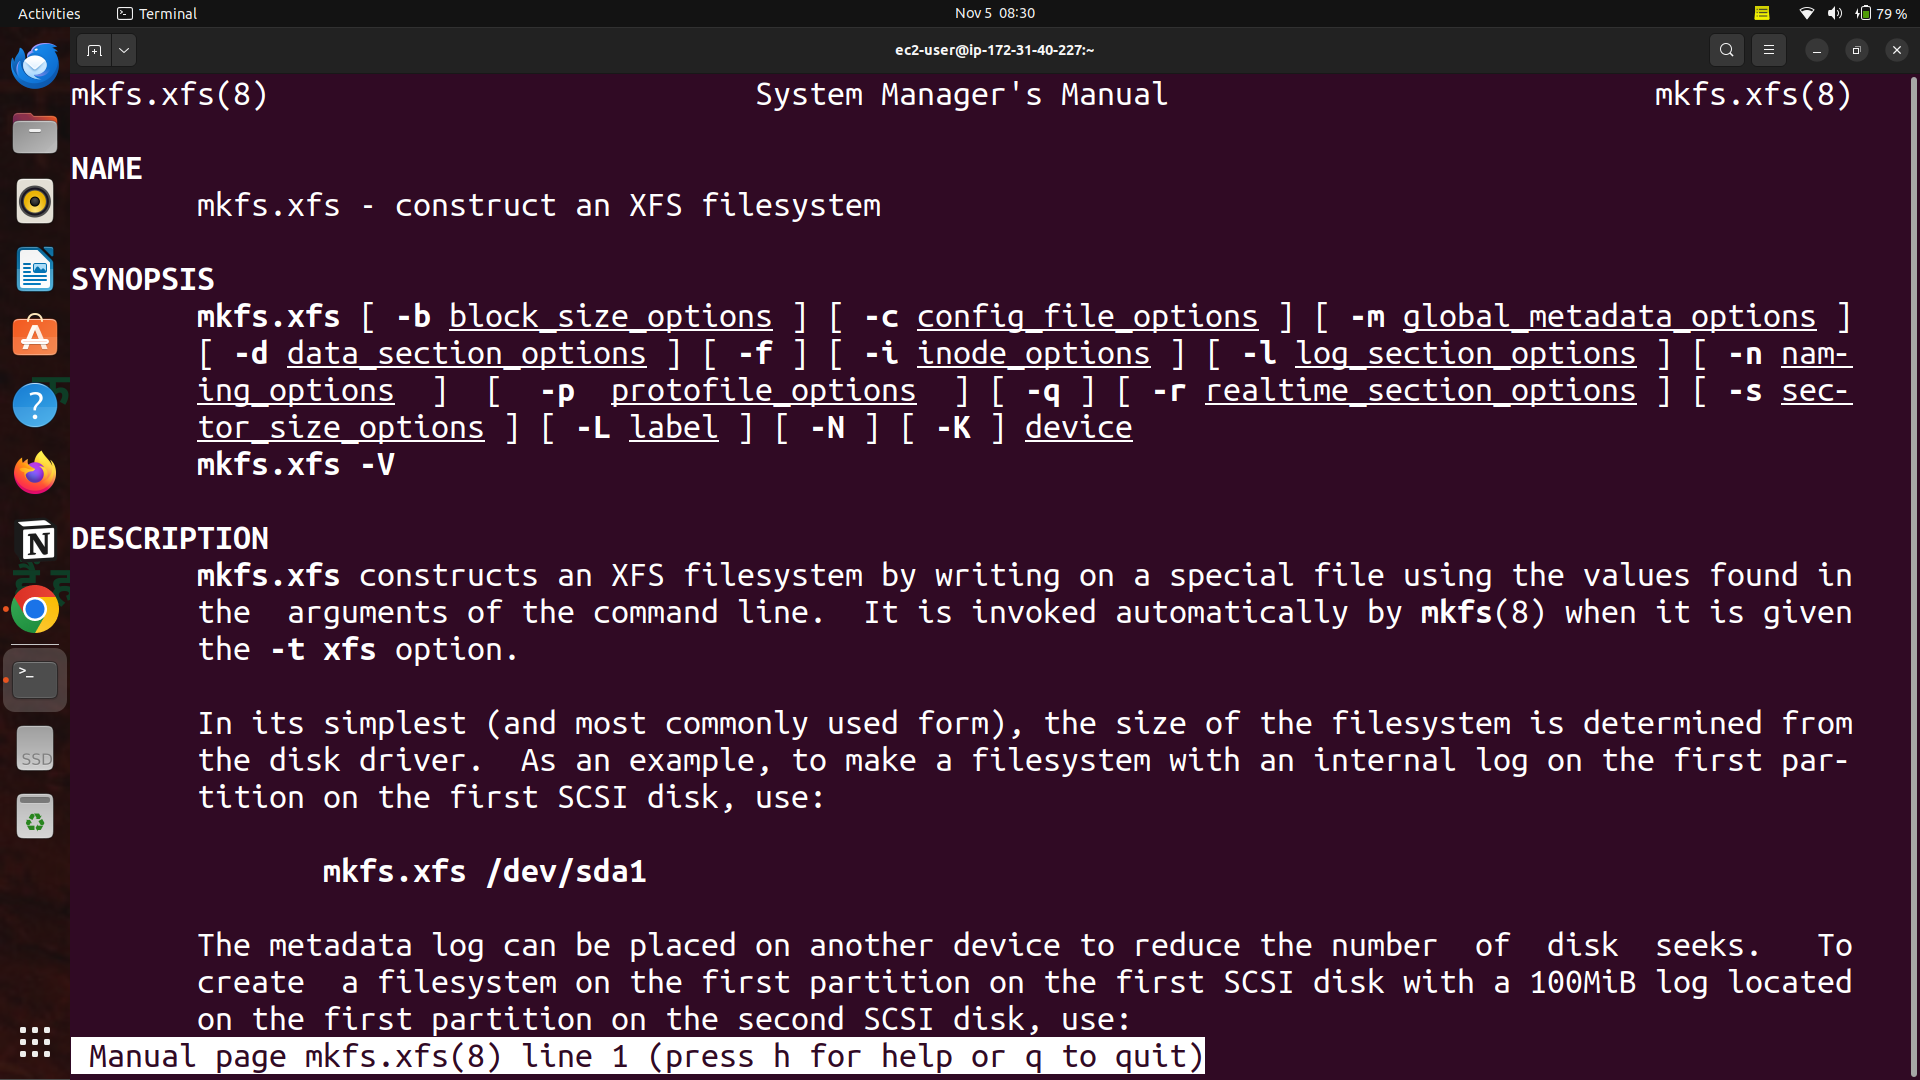 Activities Terminal Nov 5 08:30 79 %
ec2-user@ip-172-31-40-227:~
mkfs.xfs(8) System Manager's Manual mkfs.xfs(8)
NAME
mkfs.xfs - construct an XFS filesystem
SYNOPSIS
mkfs.xfs [ -b block_size_options ] [ -c config_file_options ] [ -m global_metadata_options ]
[ -d data_section_options ] [ -f ] [ -i inode_options ] [ -l log_section_options ] [ -n nam-
ing_options ] [ -p protofile_options ] [ -q ] [ -r realtime_section_options ] [ -s sec-
tor_size_options ] [ -L label ] [ -N ] [ -K ] device
mkfs.xfs -V
DESCRIPTION
mkfs.xfs constructs an XFS filesystem by writing on a special file using the values found in
the arguments of the command line. It is invoked automatically by mkfs(8) when it is given
the -t xfs option.
In its simplest (and most commonly used form), the size of the filesystem is determined from
the disk driver. As an example, to make a filesystem with an internal log on the first par-
tition on the first SCSI disk, use:
mkfs.xfs /dev/sda1
The metadata log can be placed on another device to reduce the number of disk seeks. To
create a filesystem on the first partition on the first SCSI disk with a 100MiB log located
on the first partition on the second SCSI disk, use:
Manual page mkfs.xfs(8) line 1 (press h for help or q to quit)
SSD